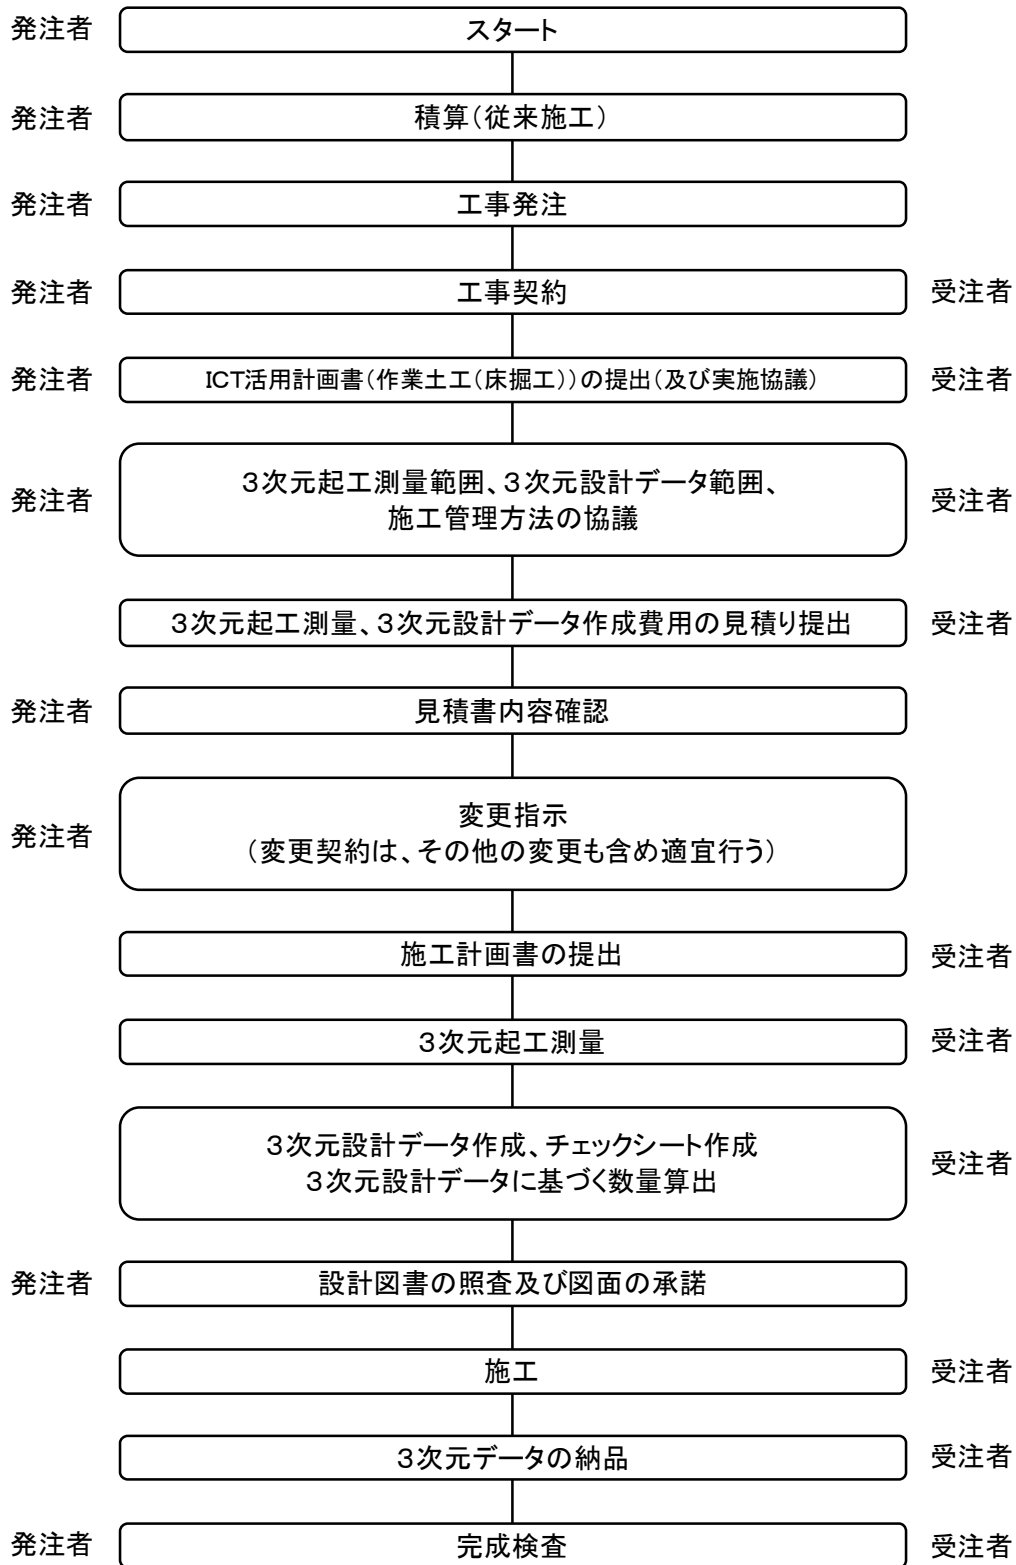 発注者 スタート
発注者 積算（従来施工）
発注者 工事発注
発注者 工事契約 受注者
発注者 ICT活用計画書（作業土工（床掘工））の提出（及び実施協議） 受注者
３次元起工測量範囲、３次元設計データ範囲、
発注者 施工管理方法の協議 受注者
３次元起工測量、３次元設計データ作成費用の見積り提出 受注者
発注者 見積書内容確認
変更指示
発注者 （変更契約は、その他の変更も含め適宜行う）
施工計画書の提出 受注者
３次元起工測量 受注者
３次元設計データ作成、チェックシート作成
３次元設計データに基づく数量算出 受注者
発注者 設計図書の照査及び図面の承諾
施工 受注者
３次元データの納品 受注者
発注者 完成検査 受注者